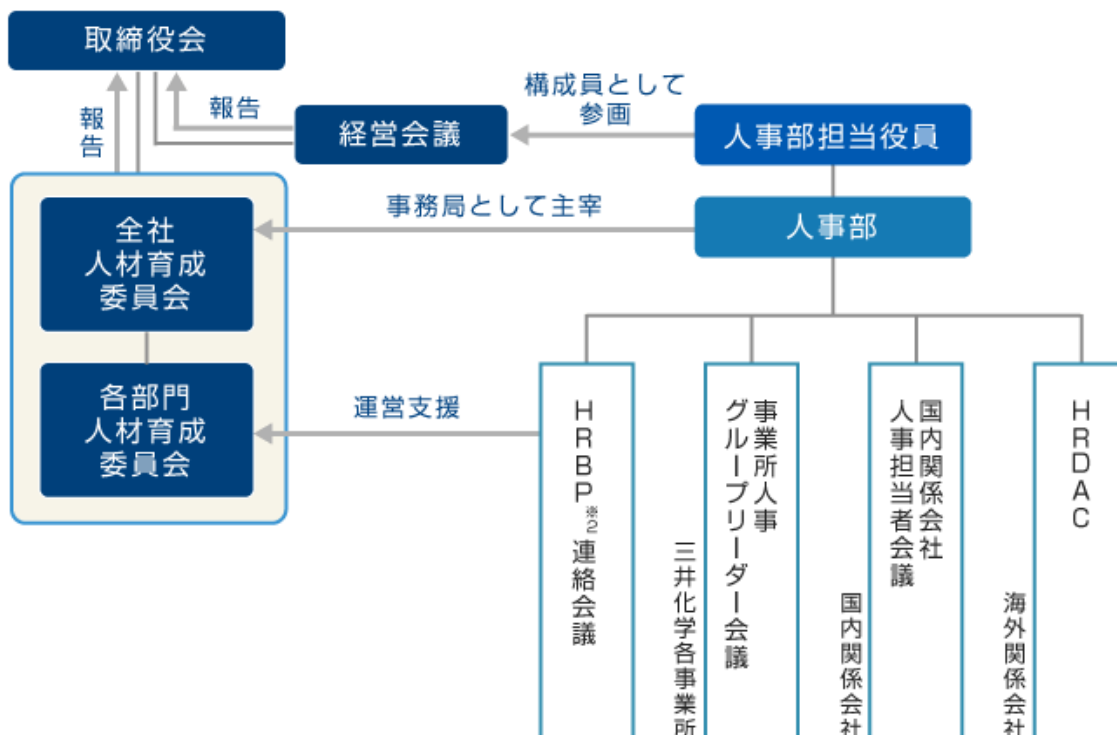 取締役会
報告
報告
経営会議
構成員として
参画
人事部担当役員
事務局として主宰
人事部
全社
人材育成
委員会
各部門
人材育成
委員会
運営支援
HRBP※2連絡会議
三井化学各事業所
事業所人事
グループリーダー会議
国内関係会社
国内関係会社
人事担当者会議
海外関係会社
HRDAC